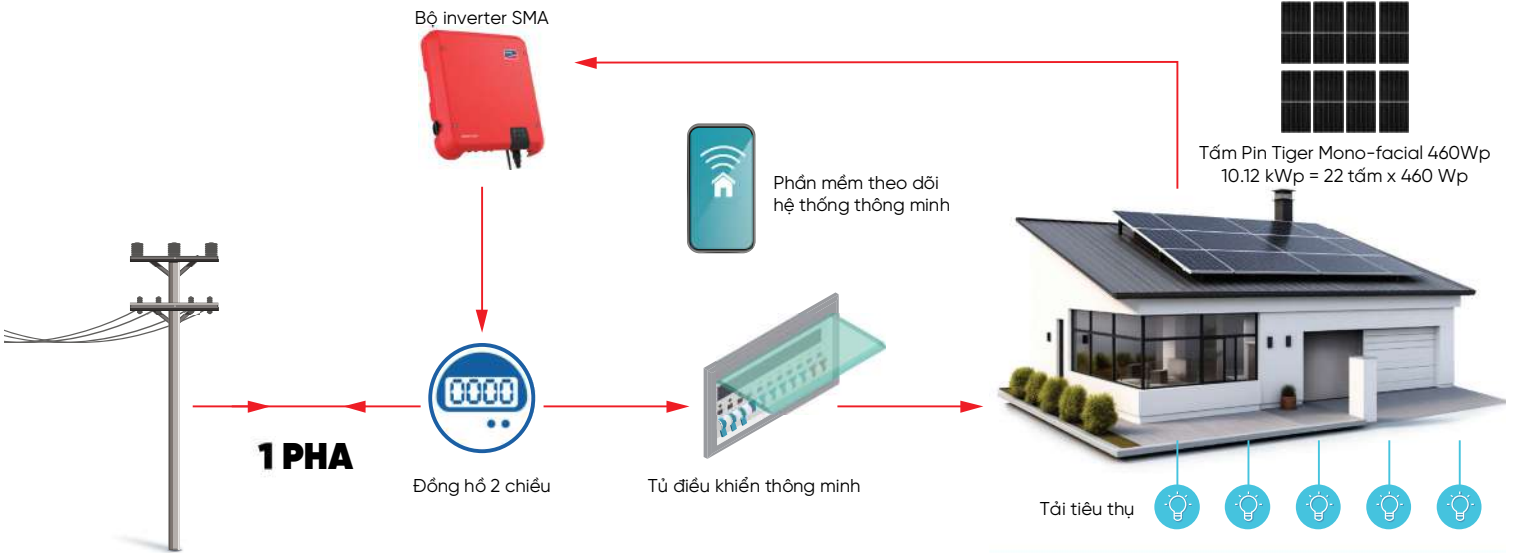 Bộ inverter SMA
Tấm Pin Tiger Mono-facial 460Wp
10.12 kWp = 22 tấm x 460 Wp
Phần mềm theo dõi
hệ thống thông minh
0000
1 PHA
Đồng hồ 2 chiều
Tủ điều khiển thông minh
Tải tiêu thụ